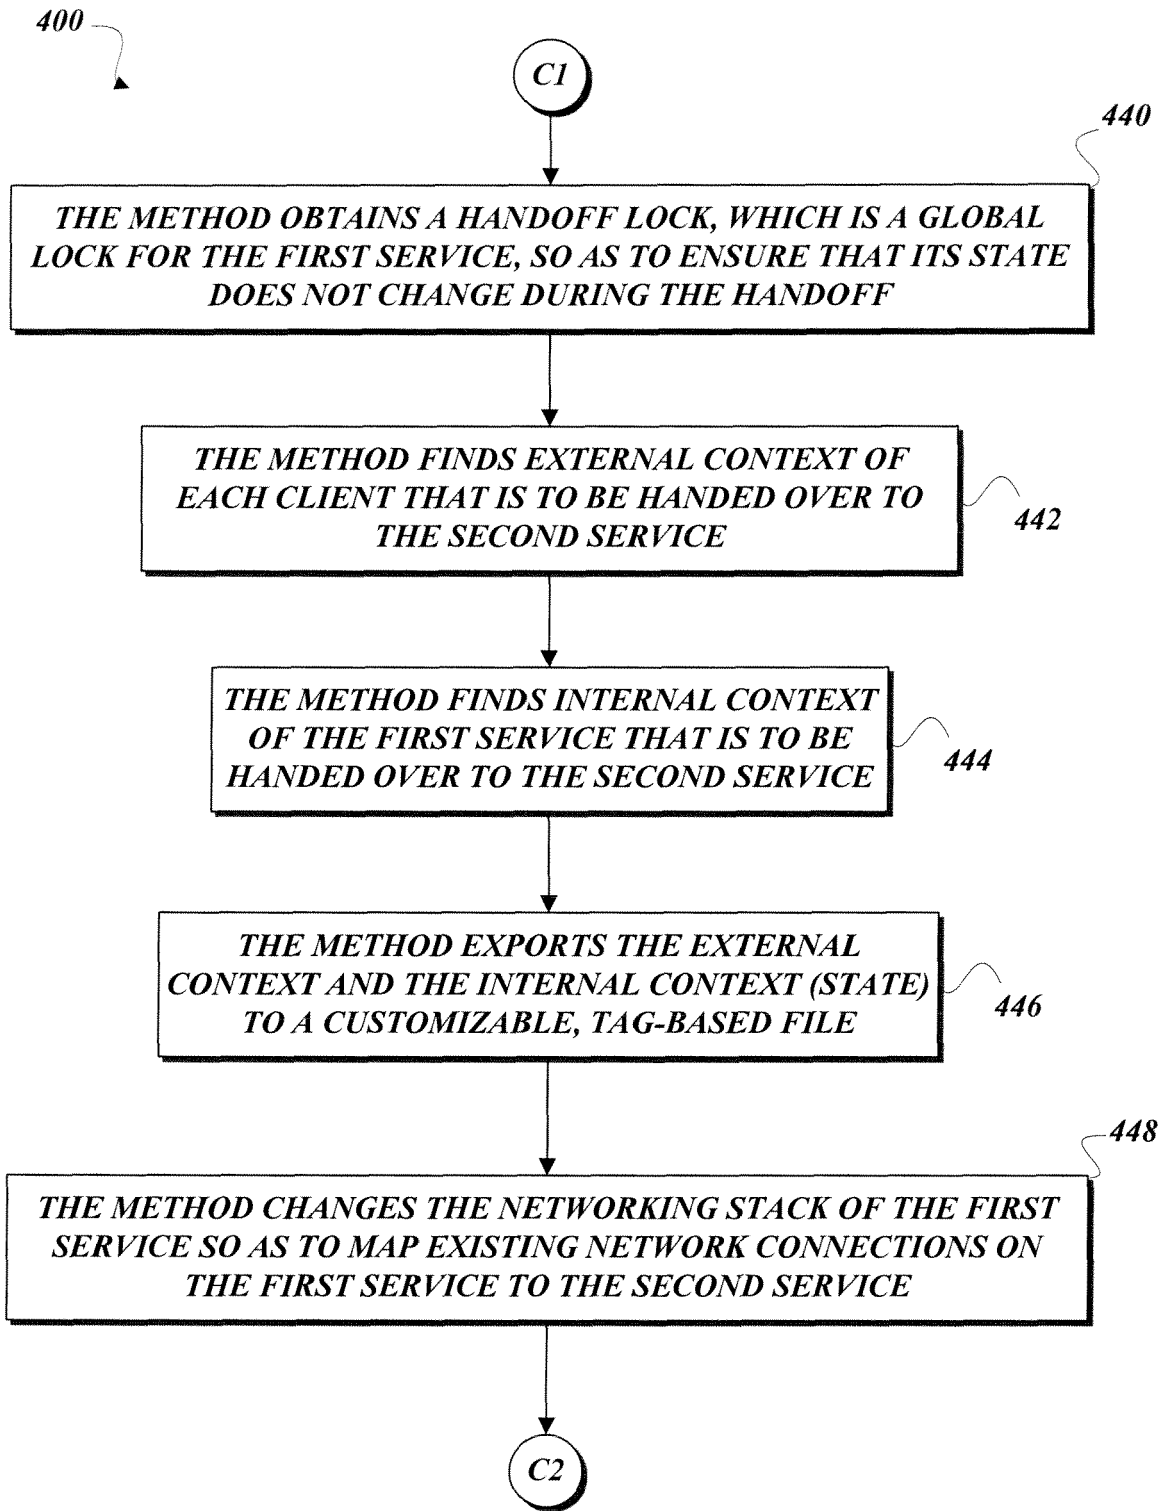 400
C1
440
THE METHOD OBTAINS A HANDOFF LOCK, WHICH IS A GLOBAL
LOCK FOR THE FIRST SERVICE, SO AS TO ENSURE THAT ITS STATE
DOES NOT CHANGE DURING THE HANDOFF
THE METHOD FINDS EXTERNAL CONTEXT OF
EACH CLIENT THAT IS TO BE HANDED OVER TO
THE SECOND SERVICE
442
THE METHOD FINDS INTERNAL CONTEXT
OF THE FIRST SERVICE THAT IS TO BE
HANDED OVER TO THE SECOND SERVICE
444
THE METHOD EXPORTS THE EXTERNAL
CONTEXT AND THE INTERNAL CONTEXT (STATE)
TO A CUSTOMIZABLE, TAG-BASED FILE
446
448
THE METHOD CHANGES THE NETWORKING STACK OF THE FIRST
SERVICE SO AS TO MAP EXISTING NETWORK CONNECTIONS ON
THE FIRST SERVICE TO THE SECOND SERVICE
C2